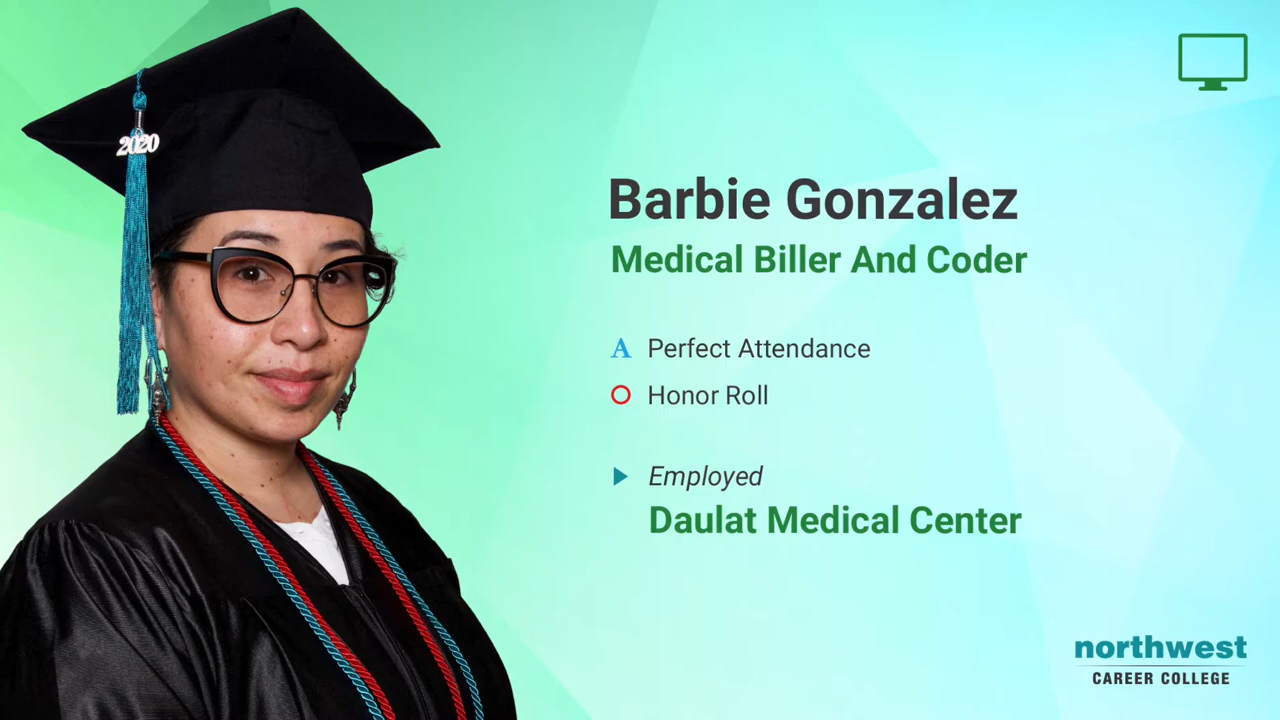 2020
Barbie Gonzalez
Medical Biller And Coder
A Perfect Attendance
Honor Roll
Employed
Daulat Medical Center
northwest
CAREER COLLEGE